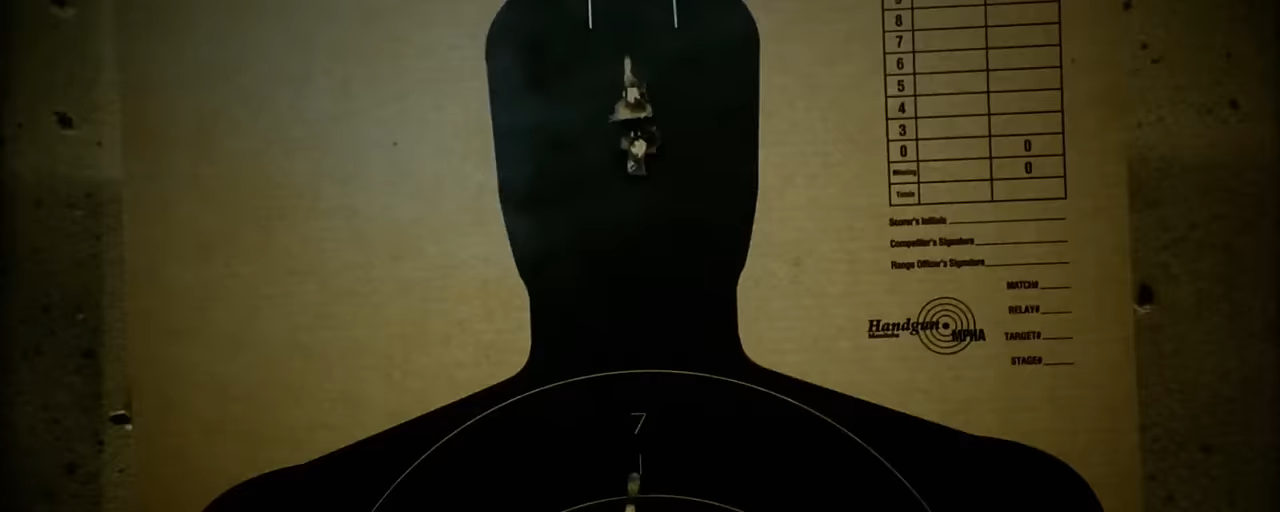 8
7
6
5
4
3
0 0
Missing 0
Totals
Scorer's Initials
Competitor's Signature
Range Officer's Signature
MATCH#
RELAY#
Handgun
Manitoba
MPHA
TARGET#
STAGE#
7